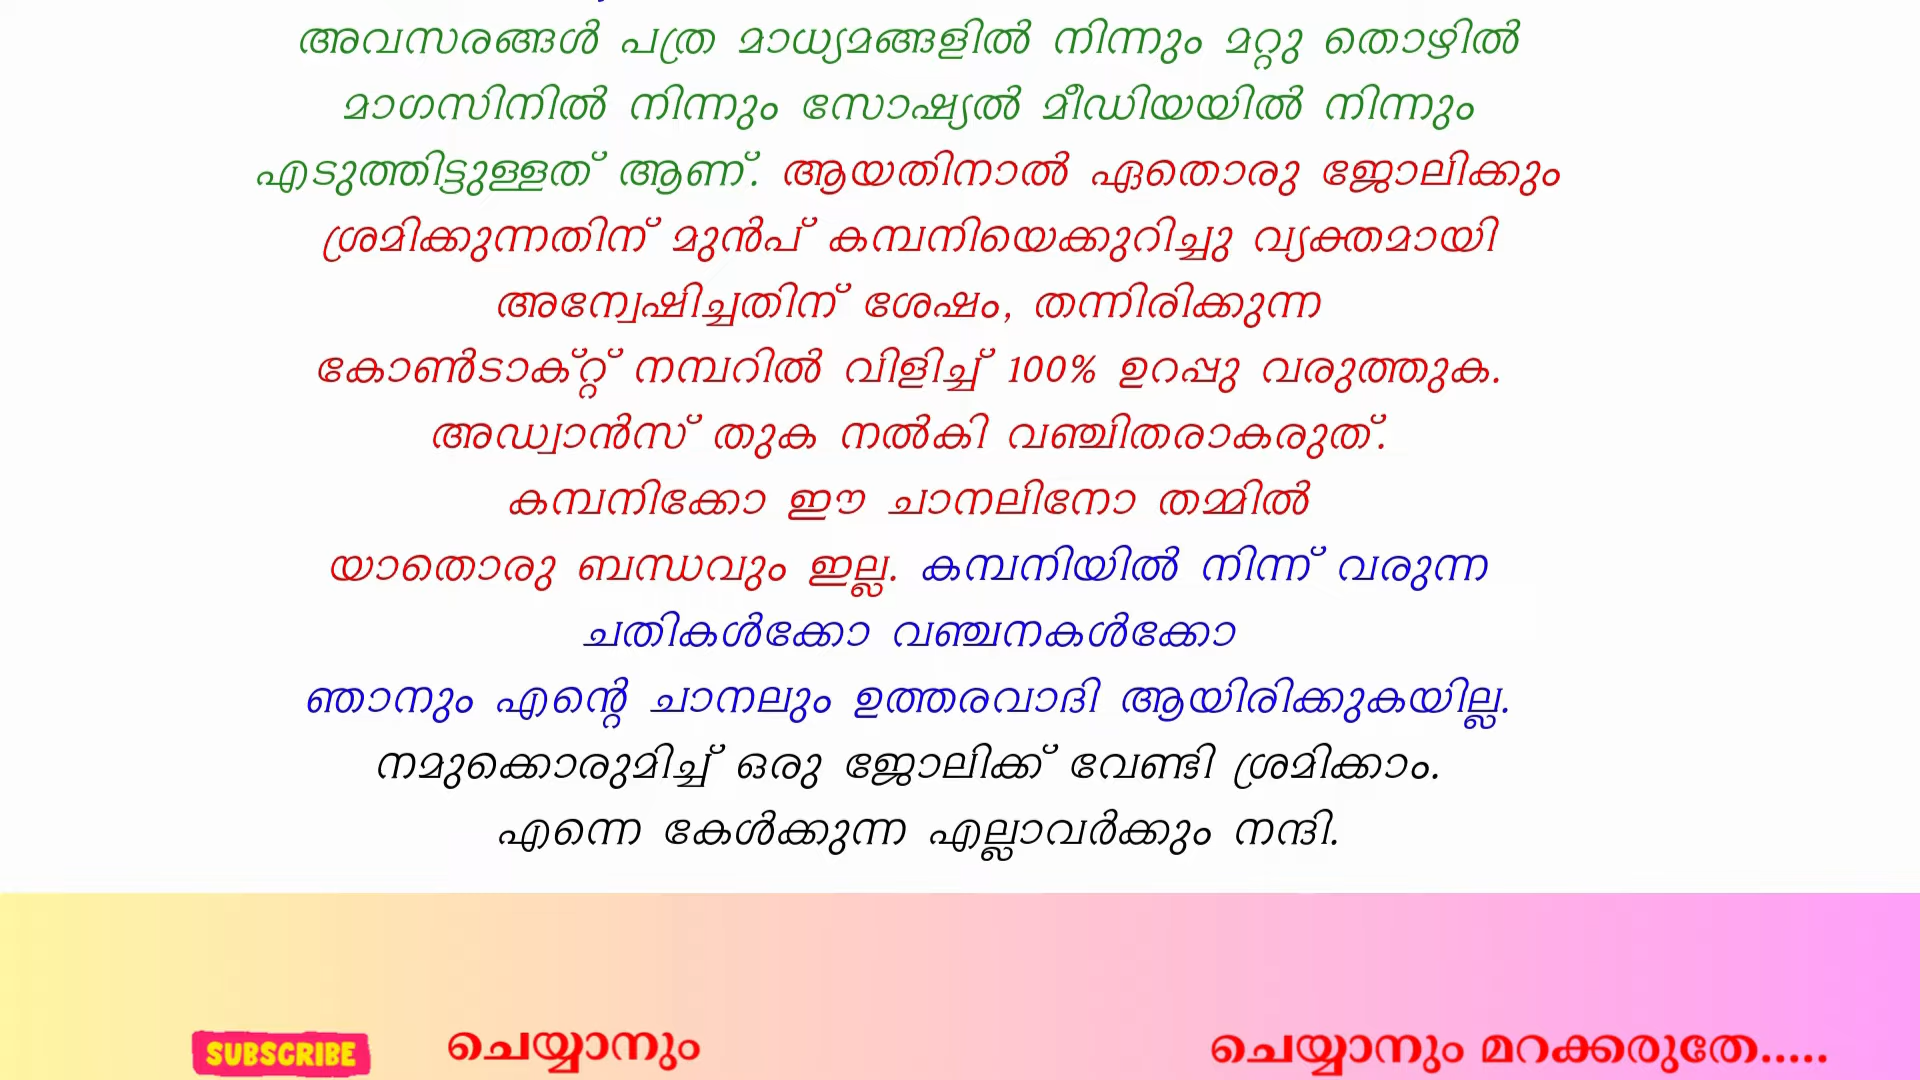 അവസരങ്ങൾ പത്ര മാധ്യമങ്ങളിൽ നിന്നും മറ്റു തൊഴിൽ
മാഗസിനിൽ നിന്നും സോഷ്യൽ മീഡിയയിൽ നിന്നും
എടുത്തിട്ടുള്ളത് ആണ്. ആയതിനാൽ ഏതൊരു ജോലിക്കും
ശ്രമിക്കുന്നതിന് മുൻപ് കമ്പനിയെക്കുറിച്ചു വ്യക്തമായി
അന്വേഷിച്ചതിന് ശേഷം, തന്നിരിക്കുന്ന
കോൺടാക്റ്റ് നമ്പറിൽ വിളിച്ച് 100% ഉറപ്പു വരുത്തുക.
അഡ്വാൻസ് തുക നൽകി വഞ്ചിതരാകരുത്.
കമ്പനിക്കോ ഈ ചാനലിനോ തമ്മിൽ
യാതൊരു ബന്ധവും ഇല്ല. കമ്പനിയിൽ നിന്ന് വരുന്ന
ചതികൾക്കോ വഞ്ചനകൾക്കോ
ഞാനും എന്റെ ചാനലും ഉത്തരവാദി ആയിരിക്കുകയില്ല.
നമുക്കൊരുമിച്ച് ഒരു ജോലിക്ക് വേണ്ടി ശ്രമിക്കാം.
എന്നെ കേൾക്കുന്ന എല്ലാവർക്കും നന്ദി.
SUBSCRIBE ചെയ്യാനും ചെയ്യാനും മറക്കരുതേ.....